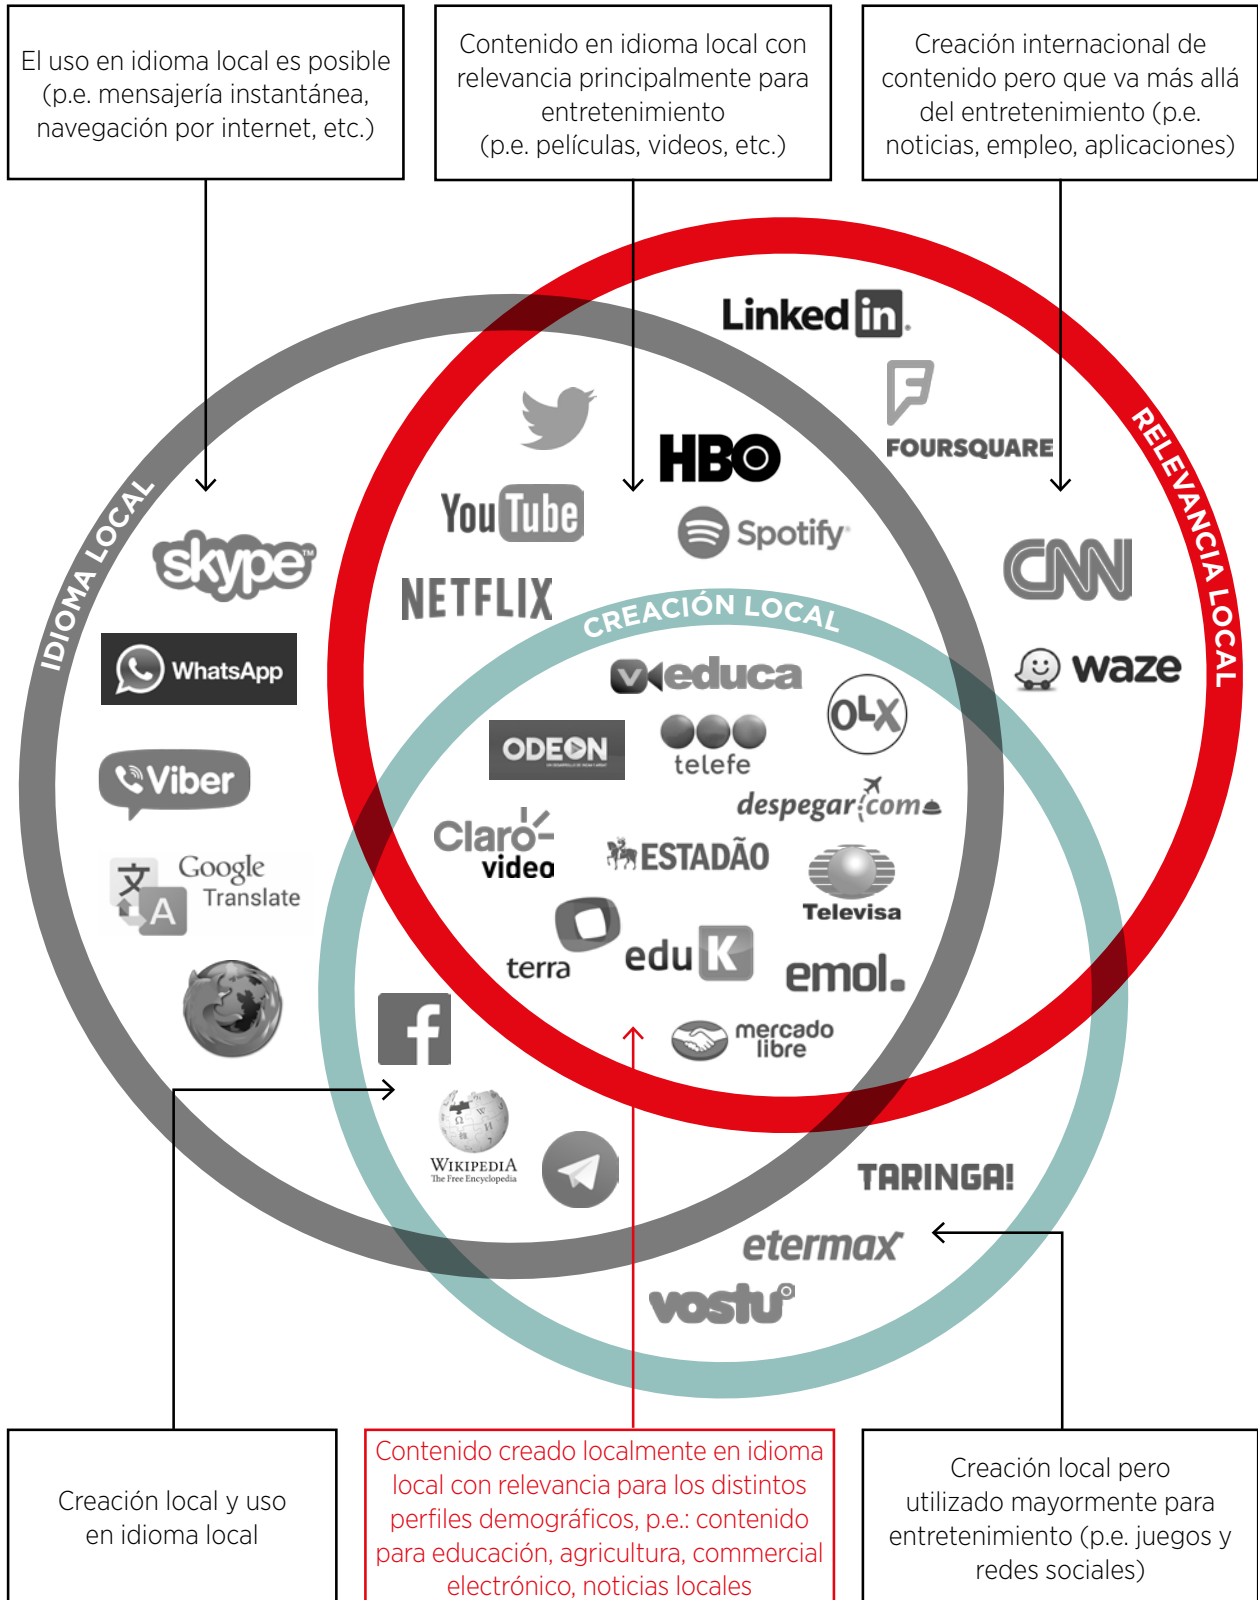 El uso en idioma local es posible
(p.e. mensajería instantánea,
navegación por internet, etc.)
Contenido en idioma local con
relevancia principalmente para
entretenimiento
(p.e. películas, videos, etc.)
Creación internacional de
contenido pero que va más allá
del entretenimiento (p.e.
noticias, empleo, aplicaciones)
Linked in
FOURSQUARE
RELEVANCIA LOCAL
HBO
IDIOMA LOCAL
YouTube
Spotify
skype
CNN
NETFLIX
CREACIÓN LOCAL
WhatsApp
veduca
waze
OLX
ODEON
telefe
Viber
despegar.com
Claro-
video
ESTADÃO
Google
Translate
文
A
Televisa
terra
eduK
emol.
f
mercado
libre
WIKIPEDIA
The Free Encyclopedia
TARINGA!
etermax
vostu
Creación local y uso
en idioma local
Contenido creado localmente en idioma
local con relevancia para los distintos
perfiles demográficos, p.e.: contenido
para educación, agricultura, commercial
electrónico, noticias locales
Creación local pero
utilizado mayormente para
entretenimiento (p.e. juegos y
redes sociales)